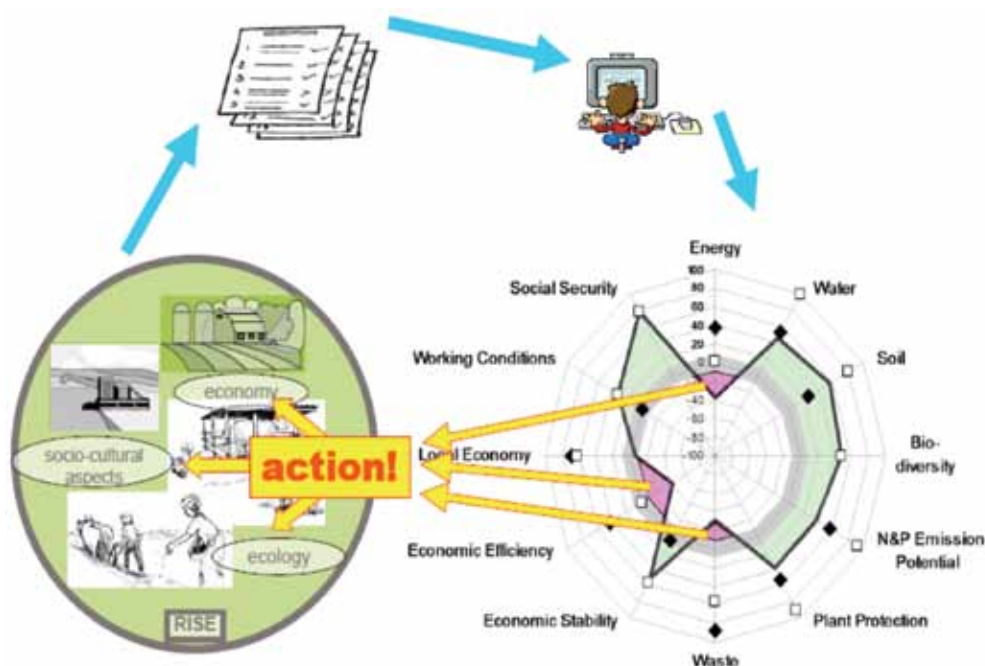 Energy
100
80
60
40
20
0
-40
-60
-80
-100
Social Security
Water
Working Conditions
Soil
economy
socio-cultural
aspects
action!
Local Economy
Bio-
diversity
ecology
Economic Efficiency
N&P Emission
Potential
Economic Stability
Plant Protection
RISE
Waste